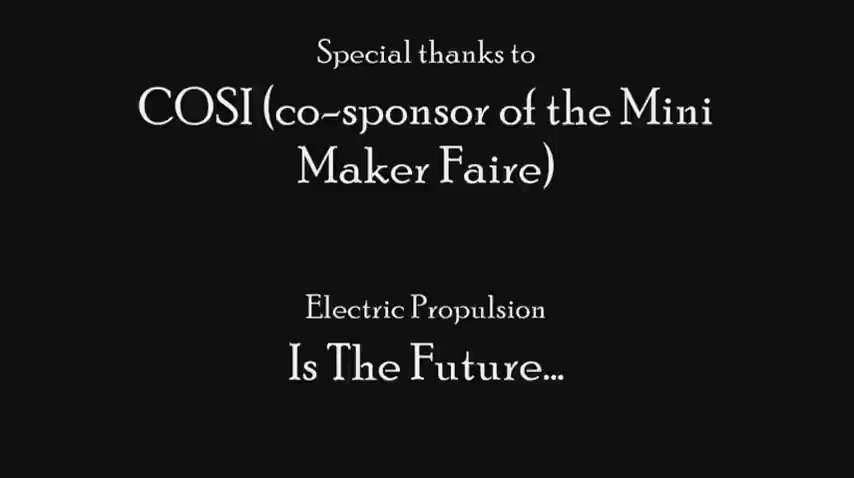 Special thanks to
COSI (co-sponsor of the Mini
Maker Faire)
Electric Propulsion
Is The Future...